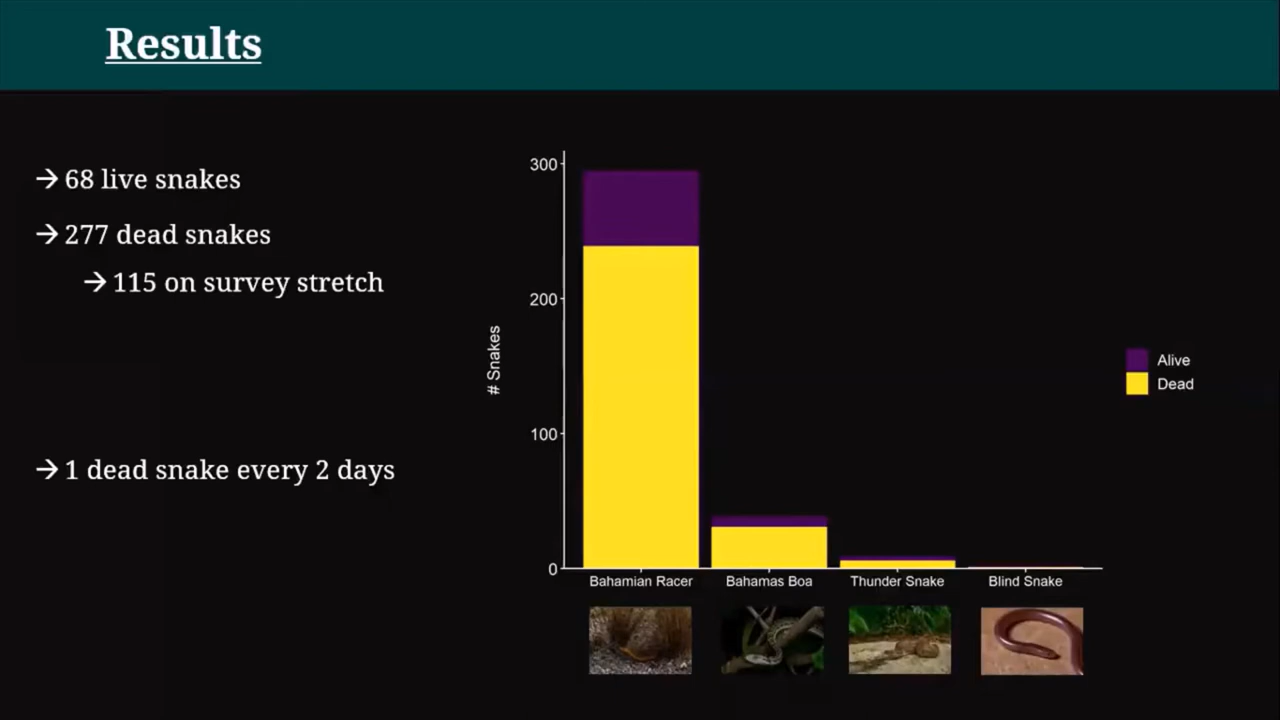 Results
→ 68 live snakes
→ 277 dead snakes
→ 115 on survey stretch
→ 1 dead snake every 2 days
# Snakes
300
200
100
0
Bahamian Racer
Bahamas Boa
Thunder Snake
Blind Snake
Alive
Dead